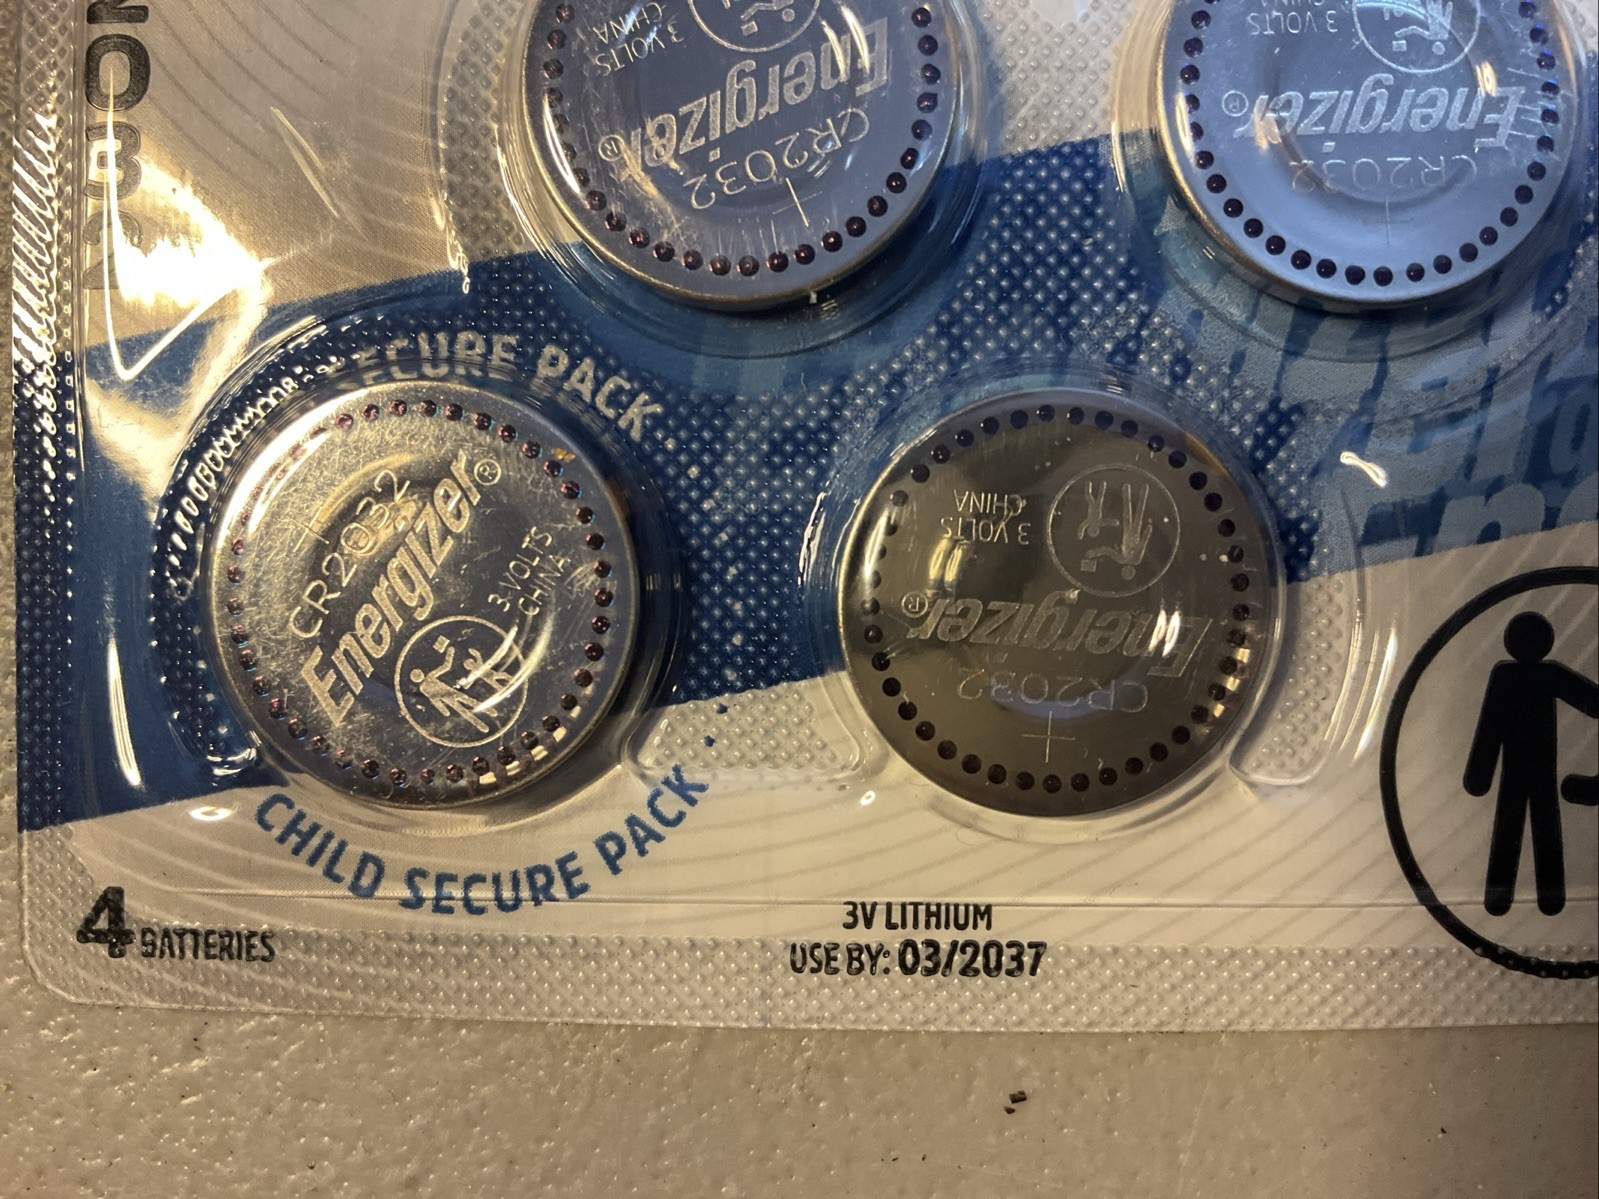 2032
3 VOLTS
CHINA
Energizer®
CR2032
+
3 VOLTS
CHINA
Energizer®
CR2032
SECURE PACK
+
CR2032
Energizer®
3 VOLTS
CHINA
3 VOLTS
CHINA
Energizer®
CR2032
+
CHILD SECURE PACK
4 BATTERIES
3V LITHIUM
USE BY: 03/2037